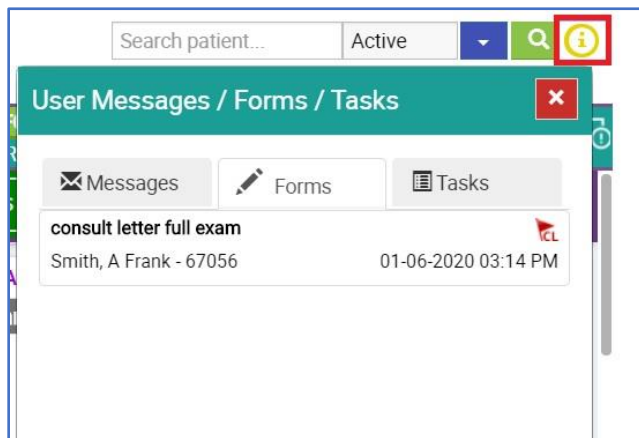 Search patient... Active
User Messages / Forms / Tasks
Messages Forms Tasks
consult letter full exam
CL
Smith, A Frank - 67056 01-06-2020 03:14 PM